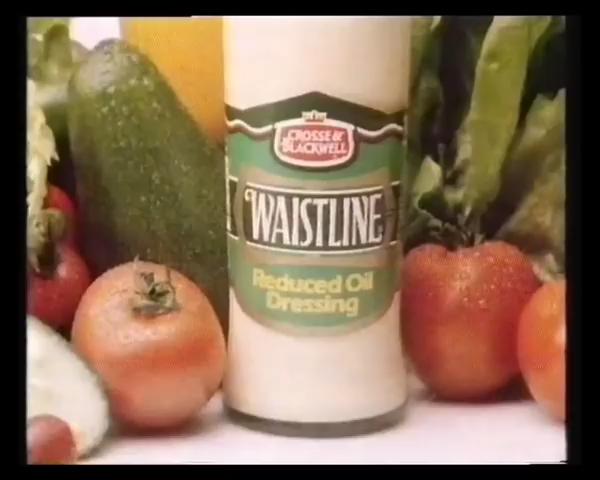 CROSSE &
BLACKWELL
WAISTLINE
Reduced Oil
Dressing